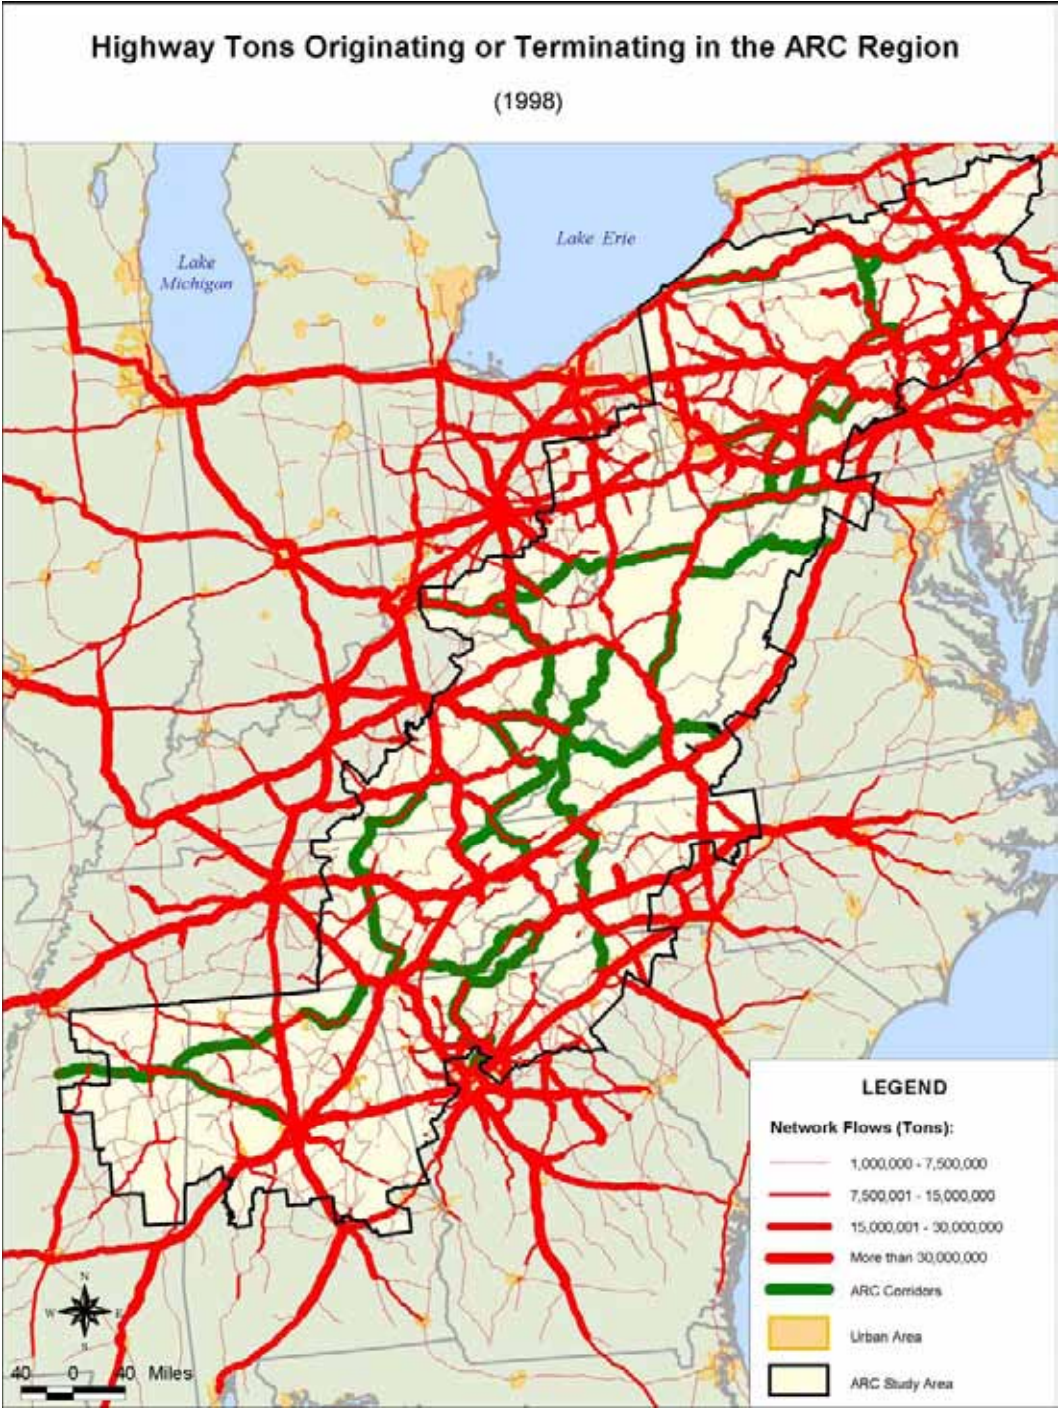 Highway Tons Originating or Terminating in the ARC Region
(1998)
Lake Erie
Lake
Michigan
LEGEND
Network Flows (Tons):
1,000,000 - 7,500,000
7,500,001 - 15,000,000
15,000,001 - 30,000,000
More than 30,000,000
ARC Corridors
Urban Area
ARC Study Area
N
W E
S
40 0 40 Miles